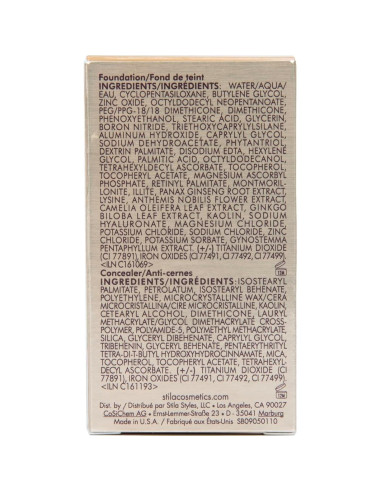 Foundation/Fond de teint
INGREDIENTS/INGRÉDIENTS: WATER/AQUA/
EAU, CYCLOPENTASILOXANE, BUTYLENE GLYCOL,
ZINC OXIDE, OCTYLDODECYL NEOPENTANOATE,
PEG/PPG-18/18 DIMETHICONE, DIMETHICONE,
PHENOXYETHANOL, STEARIC ACID, GLYCERIN,
BORON NITRIDE, TRIETHOXYCAPRYLYLSILANE,
ALUMINUM HYDROXIDE, CAPRYLYL GLYCOL,
SODIUM DEHYDROACETATE, PHYTANTRIOL,
DEXTRIN PALMITATE, DISODIUM EDTA, HEXYLENE
GLYCOL, PALMITIC ACID, OCTYLDODECANOL,
TETRAHEXYLDECYL ASCORBATE, TOCOPHEROL,
TOCOPHERYL ACETATE, MAGNESIUM ASCORBYL
PHOSPHATE, RETINYL PALMITATE, MONTMORIL-
LONITE, ILLITE, PANAX GINSENG ROOT EXTRACT,
LYSINE, ANTHEMIS NOBILIS FLOWER EXTRACT,
CAMELIA OLEIFERA LEAF EXTRACT, GINKGO
BILOBA LEAF EXTRACT, KAOLIN, SODIUM
HYALURONATE, MAGNESIUM CHLORIDE,
POTASSIUM CHLORIDE, SODIUM CHLORIDE, ZINC
CHLORIDE, POTASSIUM SORBATE, GYNOSTEMMA
PENTAPHYLLUM EXTRACT. (+/-) TITANIUM DIOXIDE
(CI 77891), IRON OXIDES (CI 77491, CI 77492, CI 77499).
<ILN C161069>
12M
Concealer/Anti-cernes
INGREDIENTS/INGRÉDIENTS: ISOSTEARYL
PALMITATE, PETROLATUM, ISOSTEARYL BEHENATE,
POLYETHYLENE, MICROCRYSTALLINE WAX/CERA
MICROCRISTALLINA/CIRE MICROCRISTALLINE, KAOLIN,
CETEARYL ALCOHOL, DIMETHICONE, LAURYL
METHACRYLATE/GLYCOL DIMETHACRYLATE CROSS-
POLYMER, POLYAMIDE-5, POLYMETHYL METHACRYLATE,
SILICA, GLYCERYL DIBEHENATE, CAPRYLYL GLYCOL,
TRIBEHENIN, GLYCERYL BEHENATE, PENTAERYTHRITYL
TETRA-DI-T-BUTYL HYDROXYHYDROCINNAMATE, MICA,
TOCOPHEROL, TOCOPHERYL ACETATE, TETRAHEXYL-
DECYL ASCORBATE. (+/-) TITANIUM DIOXIDE (CI
77891), IRON OXIDES (CI 77491, CI 77492, CI 77499)
<ILN C161193>
12M
stilacosmetics.com
Dist. by / Distribué par Stila Styles, LLC • Los Angeles, CA 90027
CoSiChem AG • Ernst-Lemmer-Straße 23 • D - 35041 Marburg
Made in U.S.A. / Fabriqué aux États-Unis SB09050110